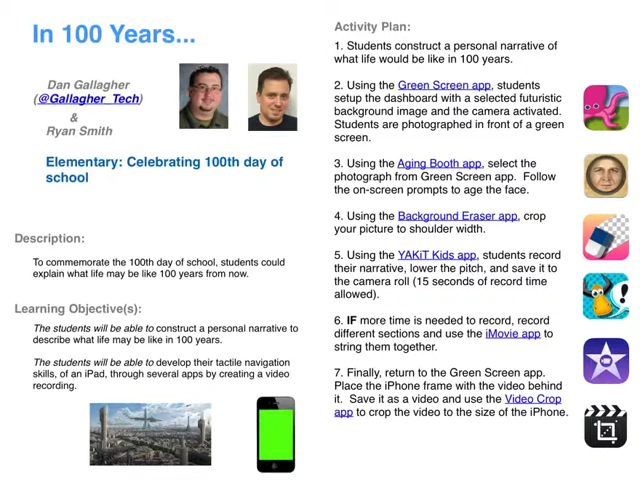 In 100 Years...
Dan Gallagher
(@Gallagher_Tech)
&
Ryan Smith
Elementary: Celebrating 100th day of
school
Description:
To commemorate the 100th day of school, students could
explain what life may be like 100 years from now.
Learning Objective(s):
The students will be able to construct a personal narrative to
describe what life may be like in 100 years.
The students will be able to develop their tactile navigation
skills, of an iPad, through several apps by creating a video
recording.
Activity Plan:
1. Students construct a personal narrative of
what life would be like in 100 years.
2. Using the Green Screen app, students
setup the dashboard with a selected futuristic
background image and the camera activated.
Students are photographed in front of a green
screen.
3. Using the Aging Booth app, select the
photograph from Green Screen app. Follow
the on-screen prompts to age the face.
4. Using the Background Eraser app, crop
your picture to shoulder width.
5. Using the YAKiT Kids app, students record
their narrative, lower the pitch, and save it to
the camera roll (15 seconds of record time
allowed).
6. IF more time is needed to record, record
different sections and use the iMovie app to
string them together.
7. Finally, return to the Green Screen app.
Place the iPhone frame with the video behind
it. Save it as a video and use the Video Crop
app to crop the video to the size of the iPhone.